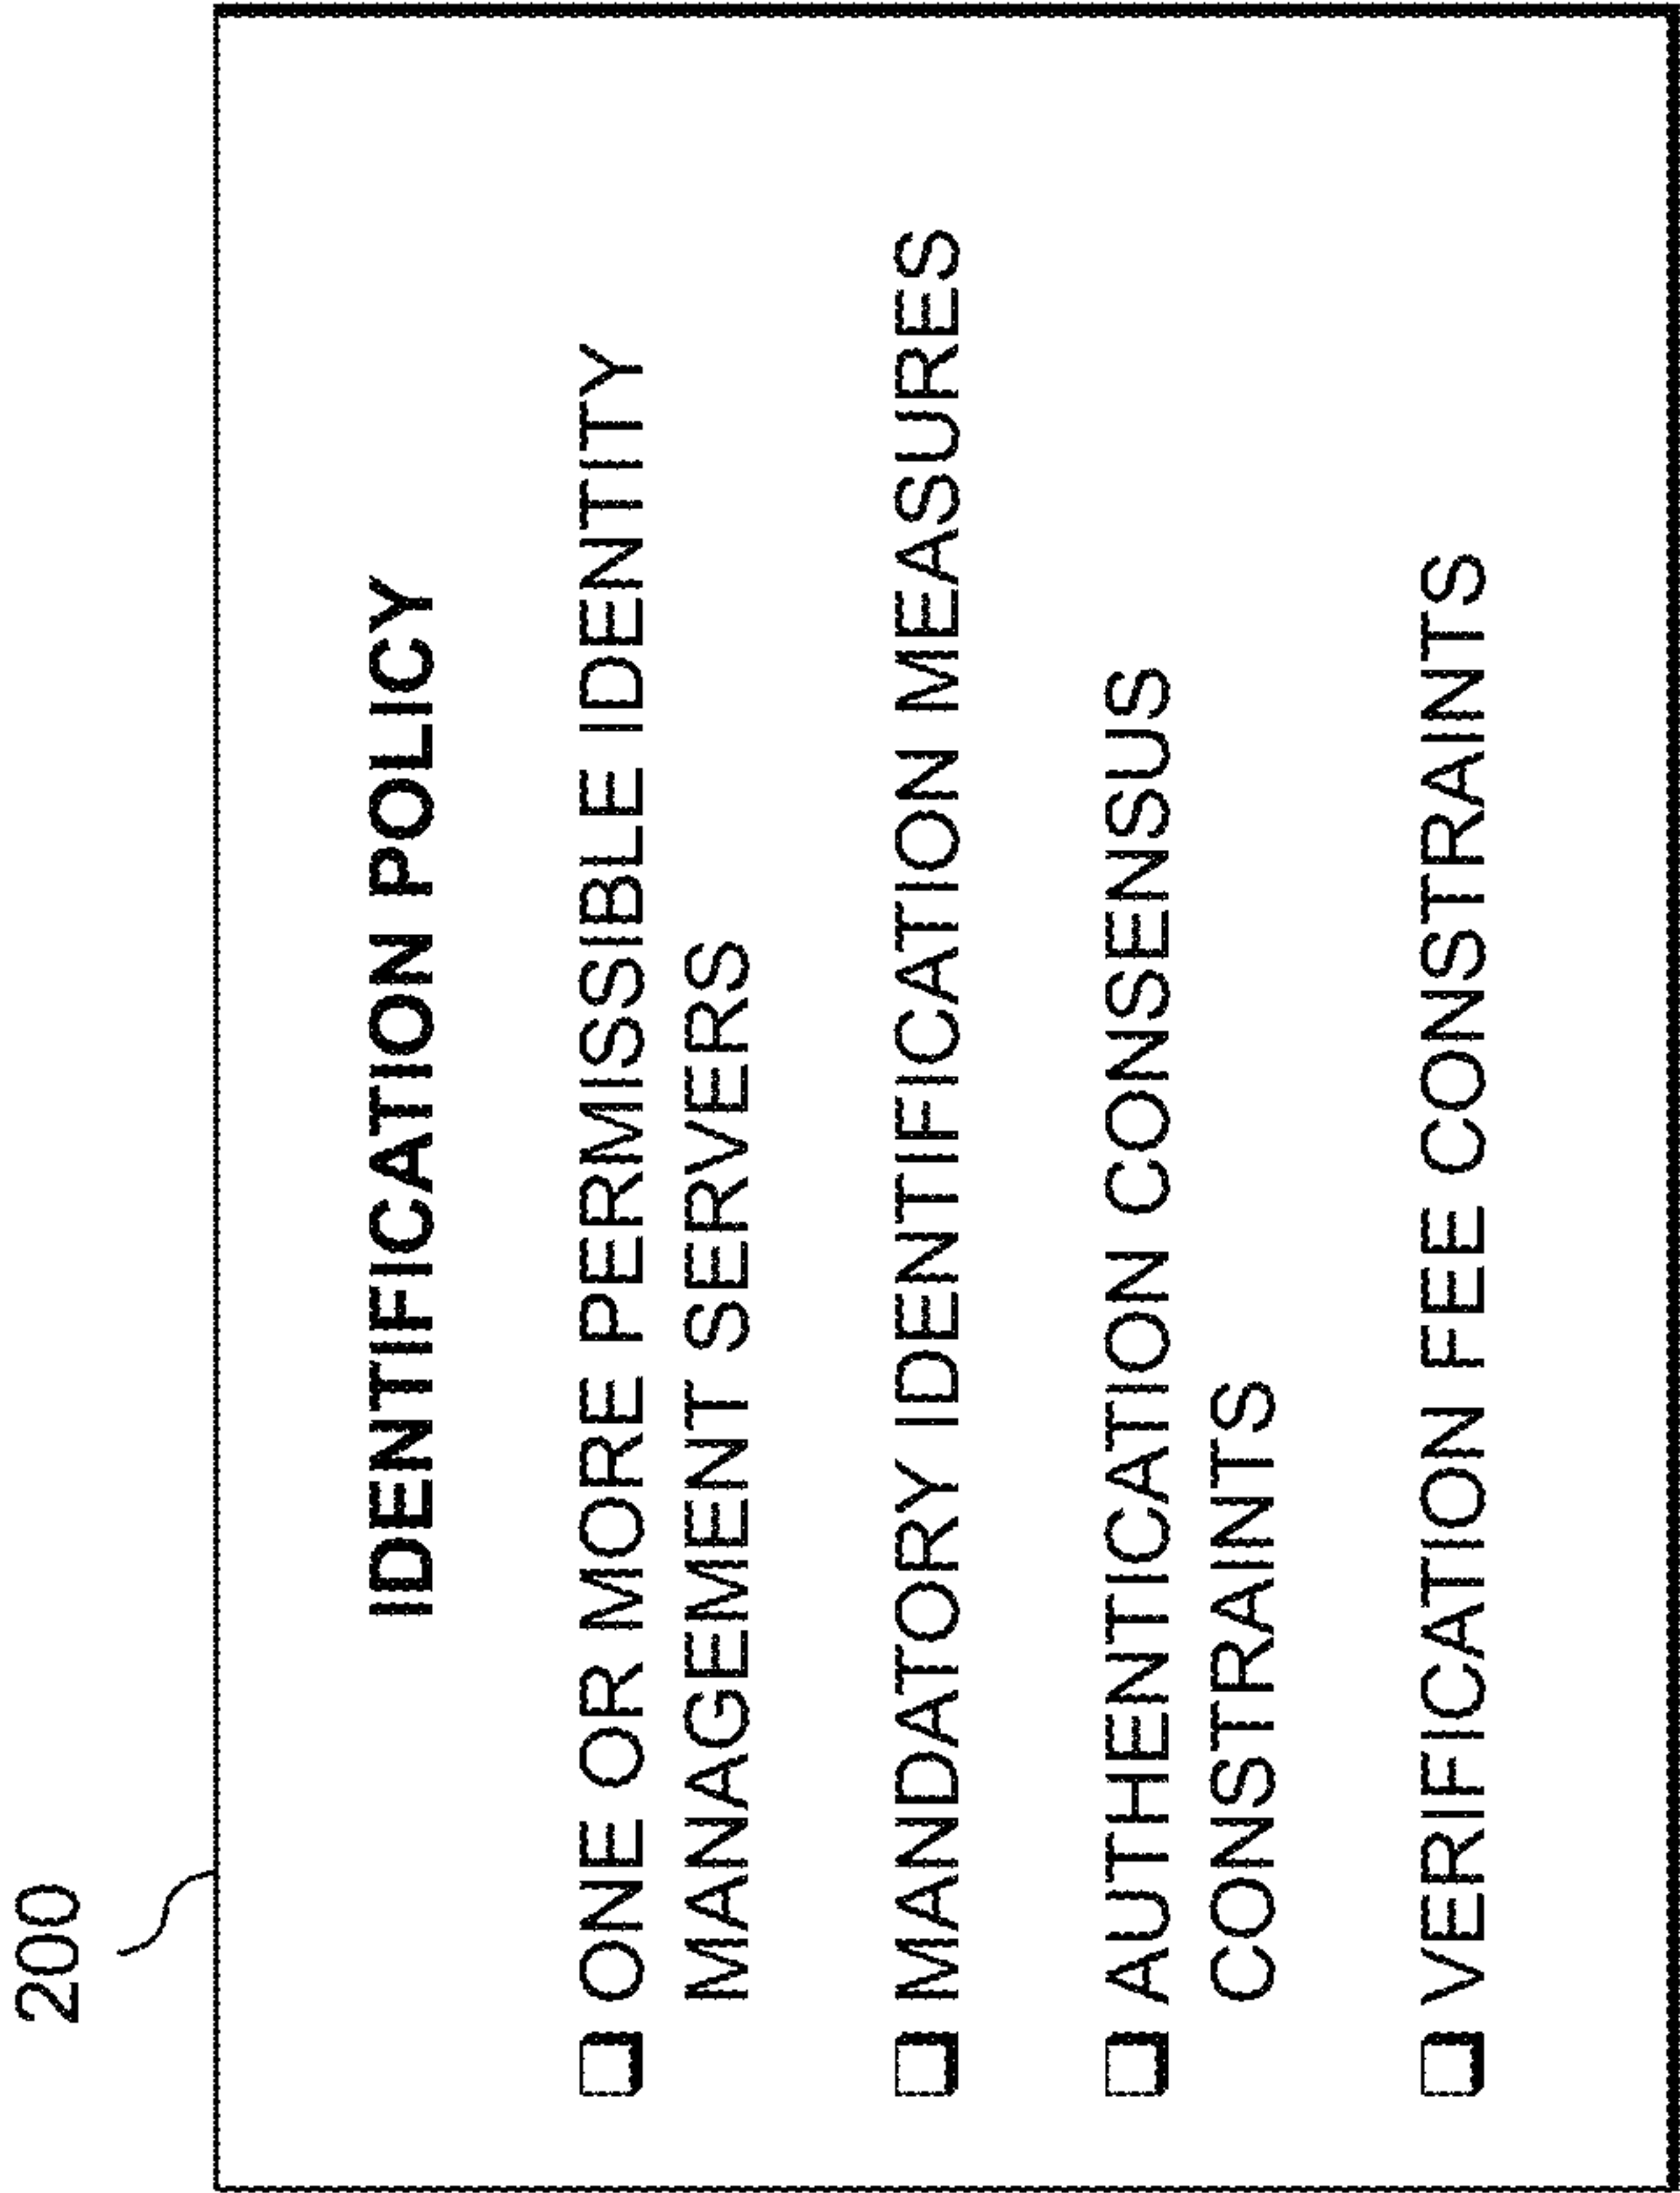 200
IDENTIFICATION POLICY
ONE OR MORE PERMISSIBLE IDENTITY
MANAGEMENT SERVERS
MANDATORY IDENTIFICATION MEASURES
AUTHENTICATION CONSENSUS
CONSTRAINTS
VERIFICATION FEE CONSTRAINTS